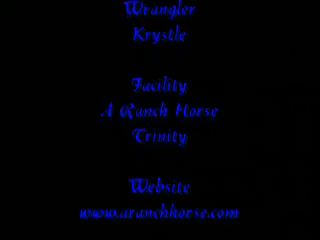 Wrangler
Krystle
Facility
A Ranch Horse
Trinity
Website
www.aranchhorse.com